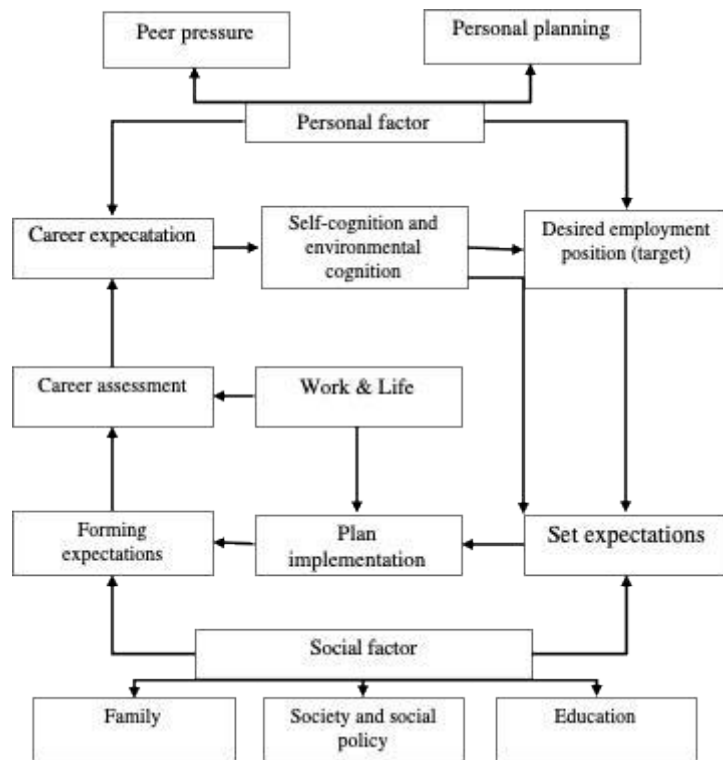 Peer pressure
Personal planning
Personal factor
Career expecatation
Self-cognition and
environmental
cognition
Desired employment
position (target)
Career assessment
Work & Life
Forming
expectations
Plan
implementation
Set expectations
Social factor
Family
Society and social
policy
Education